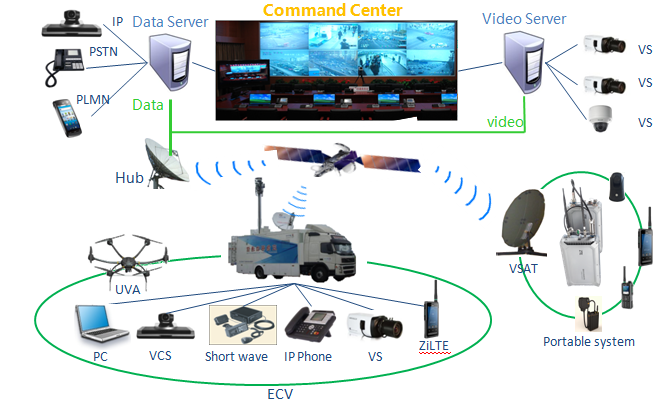 Command Center
IP
Data Server
Video Server
PSTN
VS
PLMN
VS
Data
video
VS
Hub
VSAT
UVA
PC
VCS
Short wave
IP Phone
VS
ZiLTE
Portable system
ECV